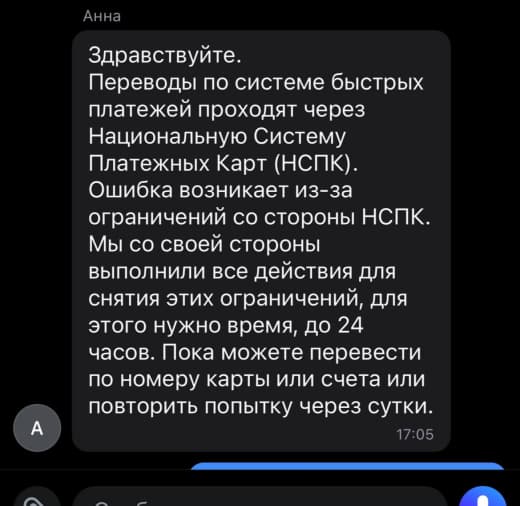 Анна
Здравствуйте.
Переводы по системе быстрых
платежей проходят через
Национальную Систему
Платежных Карт (НСПК).
Ошибка возникает из-за
ограничений со стороны НСПК.
Мы со своей стороны
выполнили все действия для
снятия этих ограничений, для
этого нужно время, до 24
часов. Пока можете перевести
по номеру карты или счета или
повторить попытку через сутки.
А
17:05